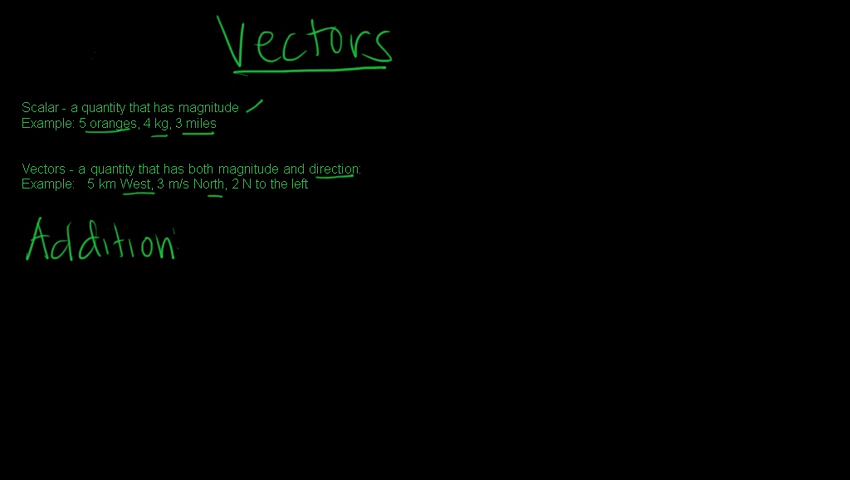 Vectors
Scalar - a quantity that has magnitude
Example: 5 oranges, 4 kg, 3 miles
Vectors - a quantity that has both magnitude and direction:
Example: 5 km West, 3 m/s North, 2 N to the left
Addition